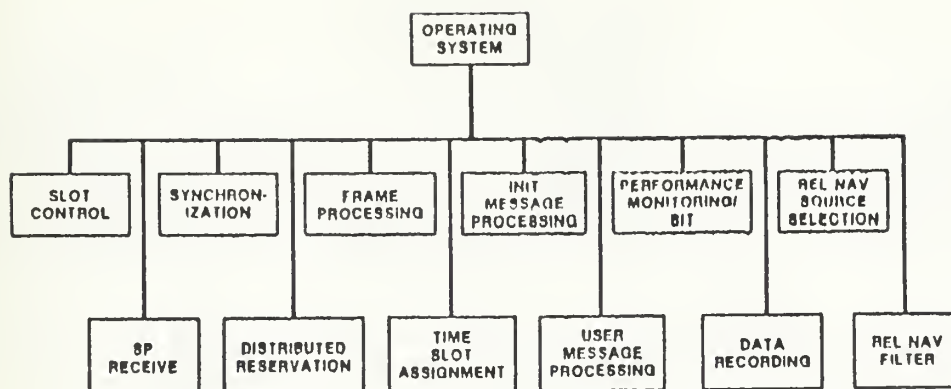 OPERATING
SYSTEM
SLOT
CONTROL
SYNCHRON-
IZATION
FRAME
PROCESSING
INIT
MESSAGE
PROCESSING
PERFORMANCE
MONITORING/
BIT
REL NAV
SOURCE
SELECTION
SP
RECEIVE
DISTRIBUTED
RESERVATION
TIME
SLOT
ASSIGNMENT
USER
MESSAGE
PROCESSING
DATA
RECORDING
REL NAV
FILTER